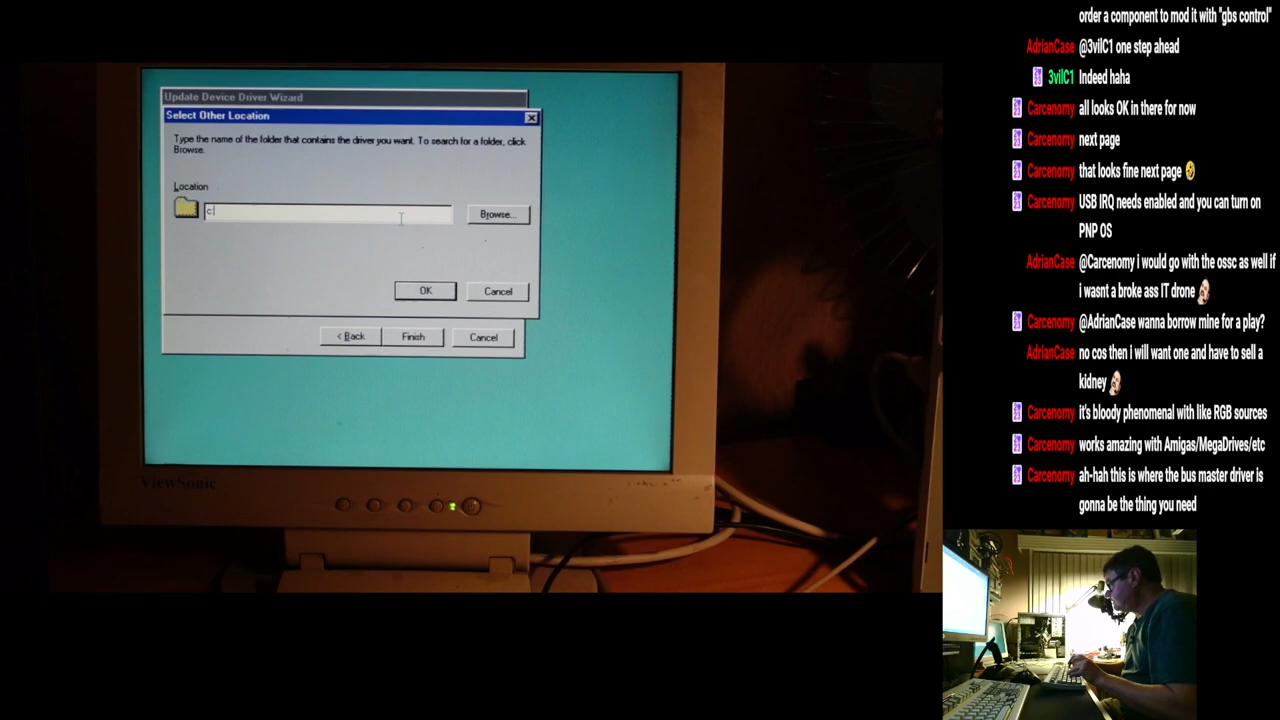 Update Device Driver Wizard
Select Other Location
Type the name of the folder that contains the driver you want. To search for a folder, click
Browse.
Location
c
Browse...
OK
Cancel
< Back
Finish
Cancel
ViewSonic
order a component to mod it with "gbs control"
AdrianCase @3vilC1 one step ahead
3vilC1 Indeed haha
Carcenomy all looks OK in there for now
Carcenomy next page
Carcenomy that looks fine next page 🤣
Carcenomy USB IRQ needs enabled and you can turn on
PNP OS
AdrianCase @Carcenomy i would go with the ossc as well if
i wasnt a broke ass IT drone
Carcenomy @AdrianCase wanna borrow mine for a play?
AdrianCase no cos then i will want one and have to sell a
kidney
Carcenomy it's bloody phenomenal with like RGB sources
Carcenomy works amazing with Amigas/MegaDrives/etc
Carcenomy ah-hah this is where the bus master driver is
gonna be the thing you need